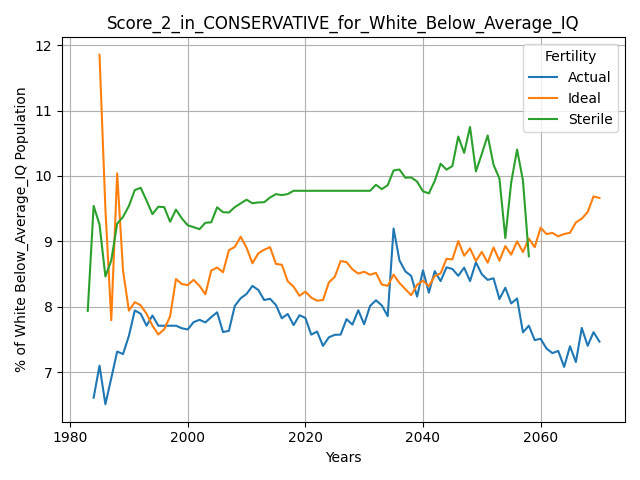 Score_2_in_CONSERVATIVE_for_White_Below_Average_IQ
% of White Below_Average_IQ Population
12
11
10
9
8
7
Fertility
Actual
Ideal
Sterile
1980
2000
2020
2040
2060
Years